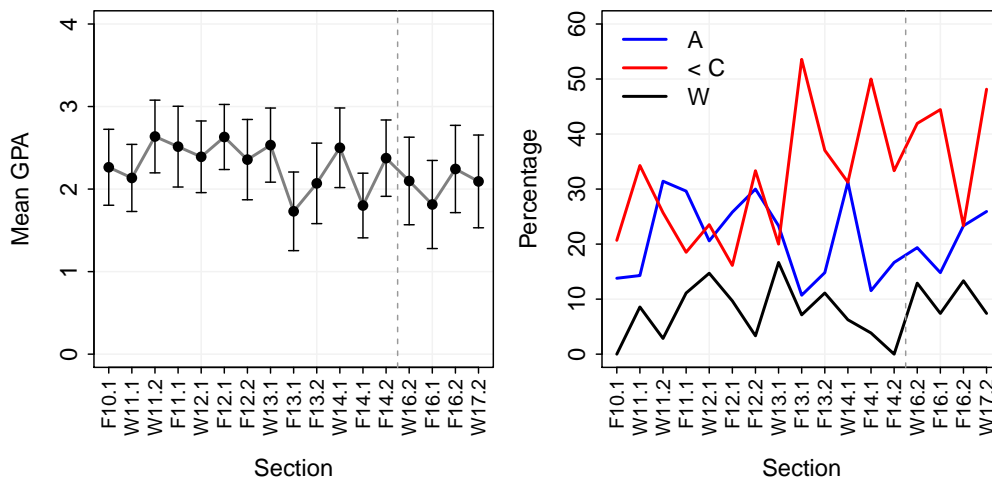 4
3
2
1
0
Mean GPA
F10.1
W11.1
W11.2
F11.1
W12.1
F12.1
F12.2
W13.1
F13.1
F13.2
W14.1
F14.1
F14.2
W16.2
F16.1
F16.2
W17.2
Section
60
50
40
30
20
10
0
Percentage
A
< C
W
F10.1
W11.1
W11.2
F11.1
W12.1
F12.1
F12.2
W13.1
F13.1
F13.2
W14.1
F14.1
F14.2
W16.2
F16.1
F16.2
W17.2
Section